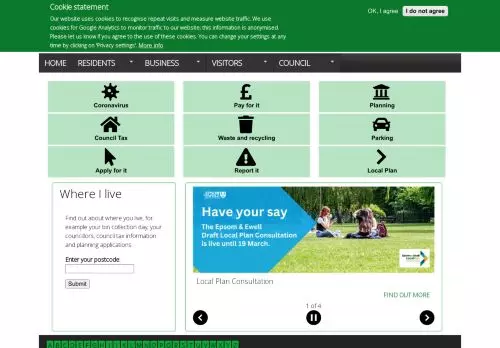 Cookie statement
Our website uses cookies to recognise repeat visits and measure website traffic. We use
cookies for Google Analytics to monitor traffic to our website; this information is anonymised.
Please let us know if you agree to the use of these cookies. You can change your settings at
any time by clicking on 'Privacy settings'. More info
OK, I agree
I do not agree
HOME RESIDENTS BUSINESS VISITORS COUNCIL
Coronavirus Pay for it Planning
Council Tax Waste and recycling Parking
Apply for it Report it Local Plan
Where I live
Find out about where you live, for
example your bin collection day, your
councillors, council tax information
and planning applications.
Enter your postcode:
Submit
Have your say
The Epsom & Ewell
Draft Local Plan Consultation
is live until 19 March.
Local Plan Consultation
FIND OUT MORE
1 of 4
A B C D E F G H I J K L M N O P Q R S T U V W X Y Z